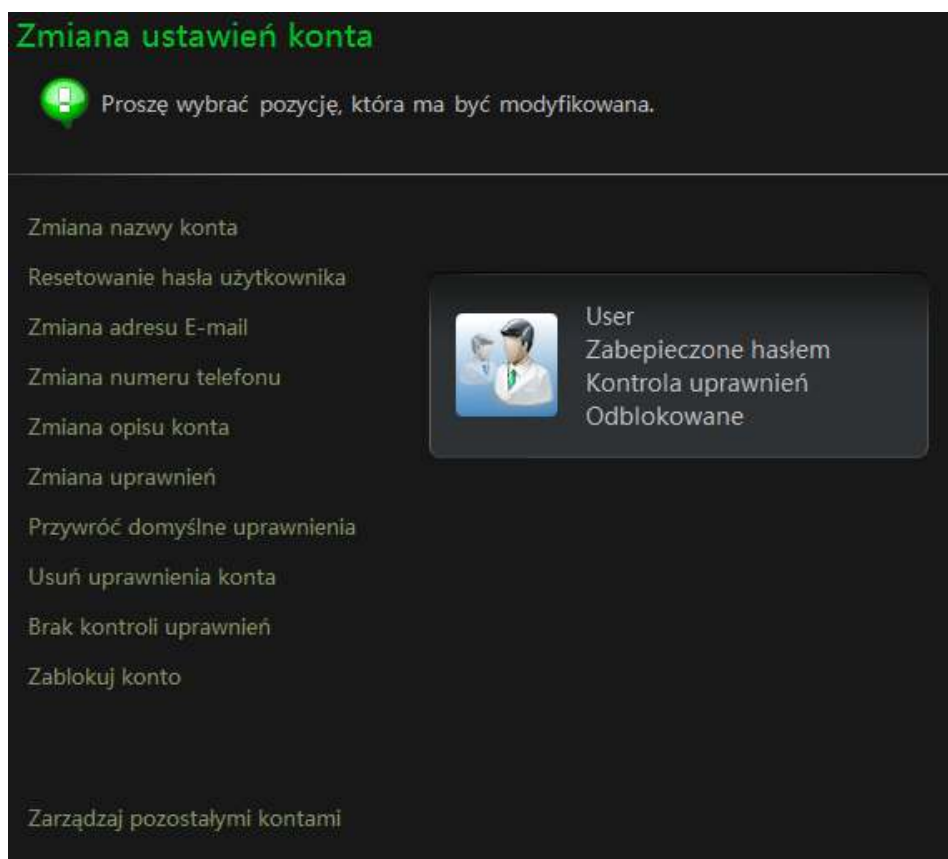 Zmiana ustawień konta
Proszę wybrać pozycję, która ma być modyfikowana.
Zmiana nazwy konta
Resetowanie hasła użytkownika
Zmiana adresu E-mail
Zmiana numeru telefonu
Zmiana opisu konta
Zmiana uprawnień
Przywróć domyślne uprawnienia
Usuń uprawnienia konta
Brak kontroli uprawnień
Zablokuj konto
User
Zabepieczone hasłem
Kontrola uprawnień
Odblokowane
Zarządzaj pozostałymi kontami